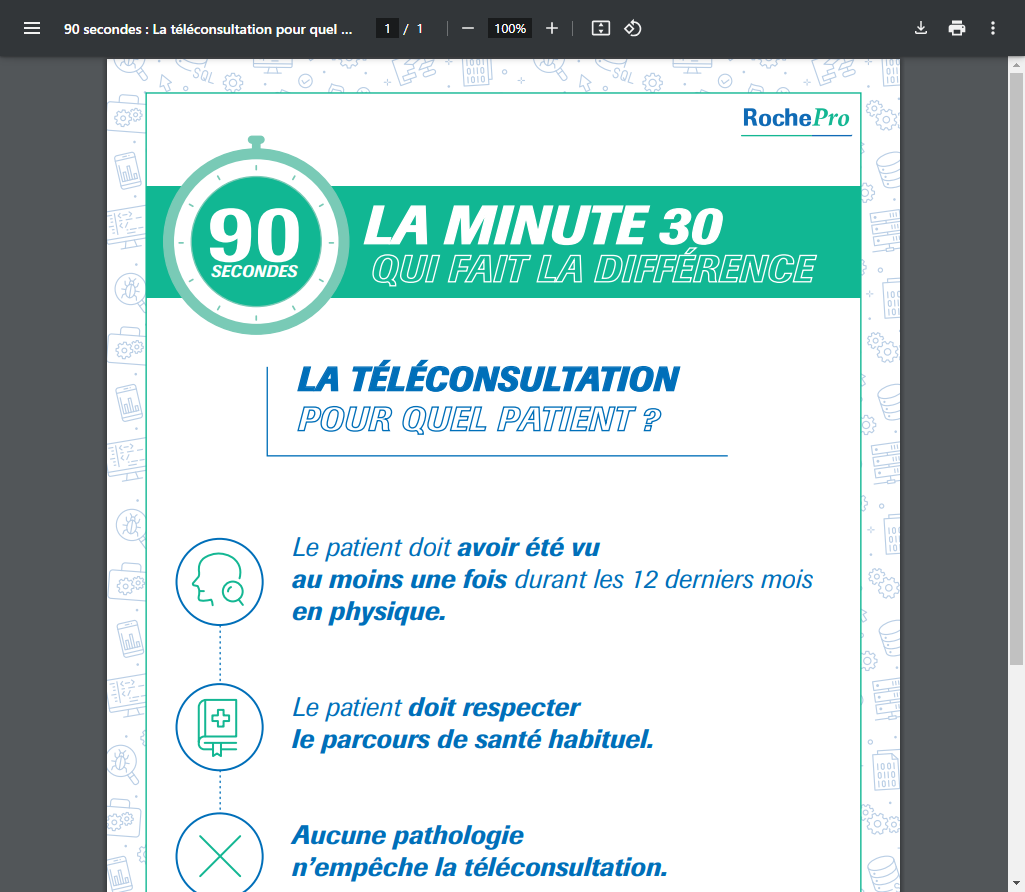 90 secondes : La téléconsultation pour quel ...
1 / 1
100%
RochePro
90
SECONDES
LA MINUTE 30
QUI FAIT LA DIFFÉRENCE
LA TÉLÉCONSULTATION
POUR QUEL PATIENT ?
Le patient doit avoir été vu
au moins une fois durant les 12 derniers mois
en physique.
Le patient doit respecter
le parcours de santé habituel.
Aucune pathologie
n’empêche la téléconsultation.
SQL
SQL